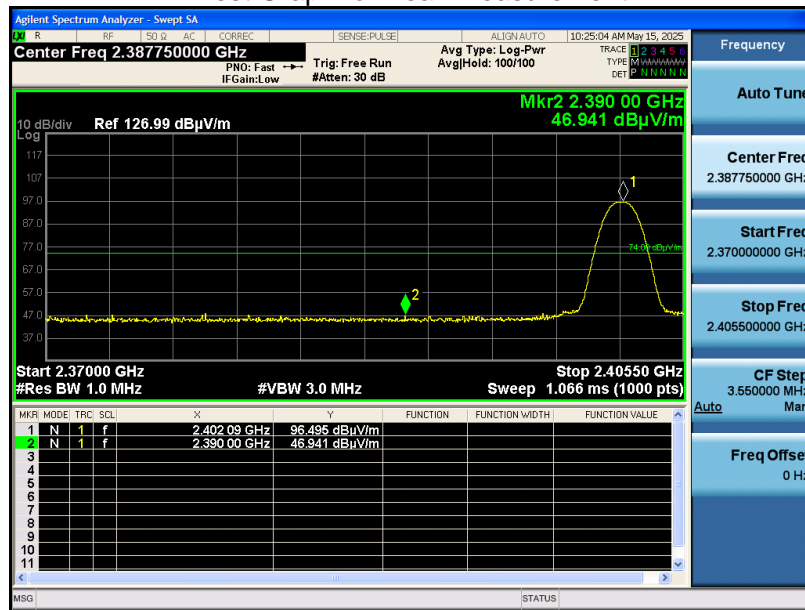 Agilent Spectrum Analyzer - Swept SA
LXI R RF 50 Ω AC CORREC SENSE:PULSE ALIGN AUTO 10:25:04 AM May 15, 2025
Center Freq 2.387750000 GHz
PNO: Fast
IFGain:Low
Trig: Free Run
#Atten: 30 dB
Avg Type: Log-Pwr
Avg|Hold: 100/100
TRACE 1 2 3 4 5 6
TYPE M
DET P N N N N N
Mkr2 2.390 00 GHz
46.941 dBµV/m
10 dB/div Ref 126.99 dBµV/m
Log
117
107
97.0
87.0
77.0
67.0
57.0
47.0
37.0
1
2
Start 2.37000 GHz Stop 2.40550 GHz
#Res BW 1.0 MHz #VBW 3.0 MHz Sweep 1.066 ms (1000 pts)
MKR MODE TRC SCL X Y FUNCTION FUNCTION WIDTH FUNCTION VALUE
1 N 1 f 2.402 09 GHz 96.495 dBµV/m
2 N 1 f 2.390 00 GHz 46.941 dBµV/m
3
4
5
6
7
8
9
10
11
MSG STATUS
Frequency
Auto Tune
Center Freq
2.387750000 GHz
Start Freq
2.370000000 GHz
Stop Freq
2.405500000 GHz
CF Step
3.550000 MHz
Auto Man
Freq Offset
0 Hz